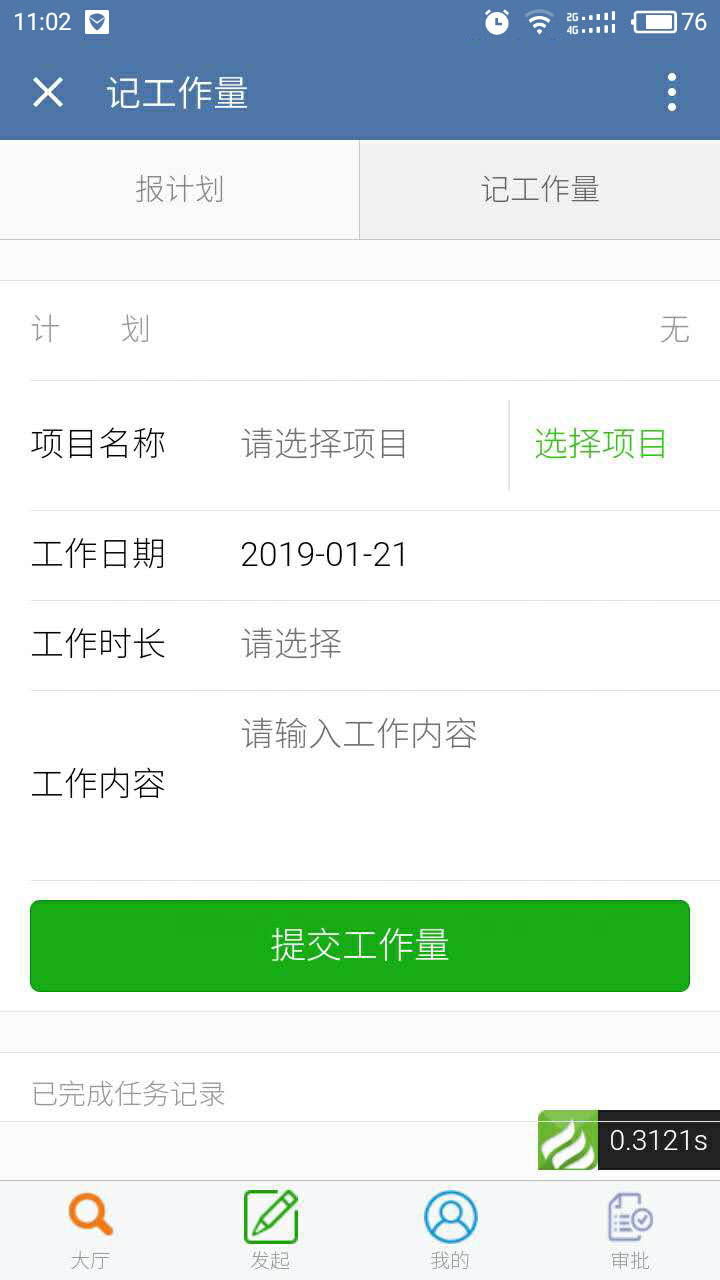 11:02
2G
4G
76
记工作量
报计划 记工作量
计 划 无
项目名称 请选择项目 选择项目
工作日期 2019-01-21
工作时长 请选择
请输入工作内容
工作内容
提交工作量
已完成任务记录
0.3121s
大厅 发起 我的 审批